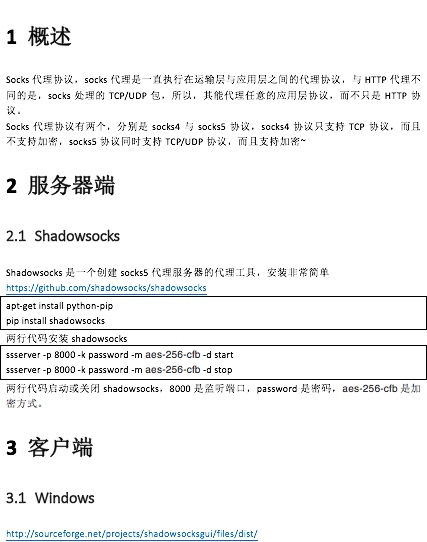 1 概述
Socks 代理协议，socks 代理是一直执行在运输层与应用层之间的代理协议，与 HTTP 代理不
同的是，socks 处理的 TCP/UDP 包，所以，其能代理任意的应用层协议，而不只是 HTTP 协
议。
Socks 代理协议有两个，分别是 socks4 与 socks5 协议，socks4 协议只支持 TCP 协议，而且
不支持加密，socks5 协议同时支持 TCP/UDP 协议，而且支持加密~
2 服务器端
2.1 Shadowsocks
Shadowsocks 是一个创建 socks5 代理服务器的代理工具，安装非常简单
https://github.com/shadowsocks/shadowsocks
apt-get install python-pip
pip install shadowsocks
两行代码安装 shadowsocks
ssserver -p 8000 -k password -m aes-256-cfb -d start
ssserver -p 8000 -k password -m aes-256-cfb -d stop
两行代码启动或关闭 shadowsocks，8000 是监听端口，password 是密码，aes-256-cfb 是加
密方式。
3 客户端
3.1 Windows
http://sourceforge.net/projects/shadowsocksgui/files/dist/